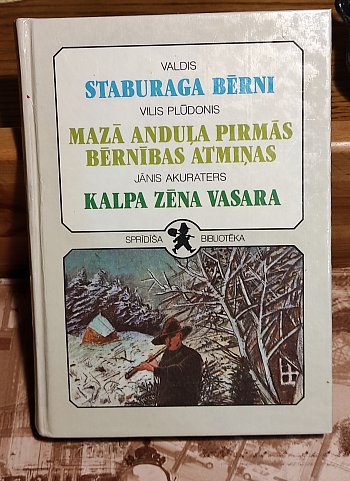 VALDIS
STABURAGA BĒRNI
VILIS PLŪDONIS
MAZĀ ANDUĻA PIRMĀS
BĒRNĪBAS ATMIŅAS
JĀNIS AKURATERS
KALPA ZĒNA VASARA
SPRĪDĪŠA BIBLIOTĒKA